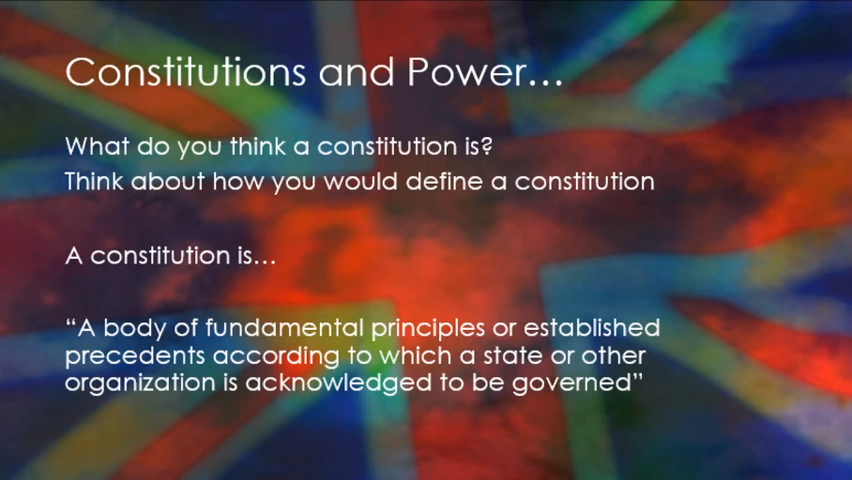 Constitutions and Power…
What do you think a constitution is?
Think about how you would define a constitution
A constitution is…
“A body of fundamental principles or established
precedents according to which a state or other
organization is acknowledged to be governed”